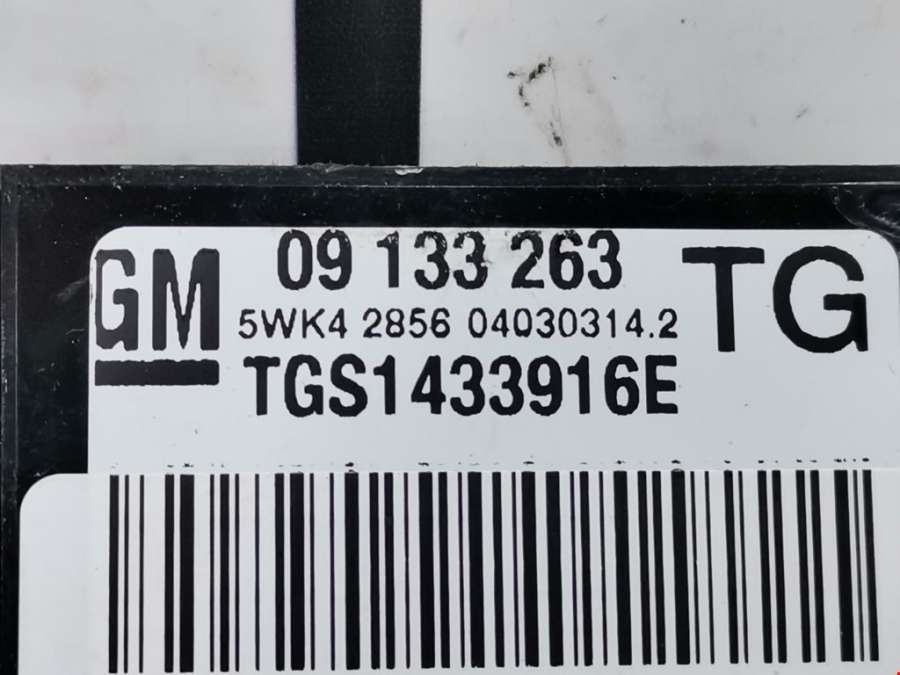 GM 09 133 263 TG
5WK4 2856 04030314.2
TGS1433916E